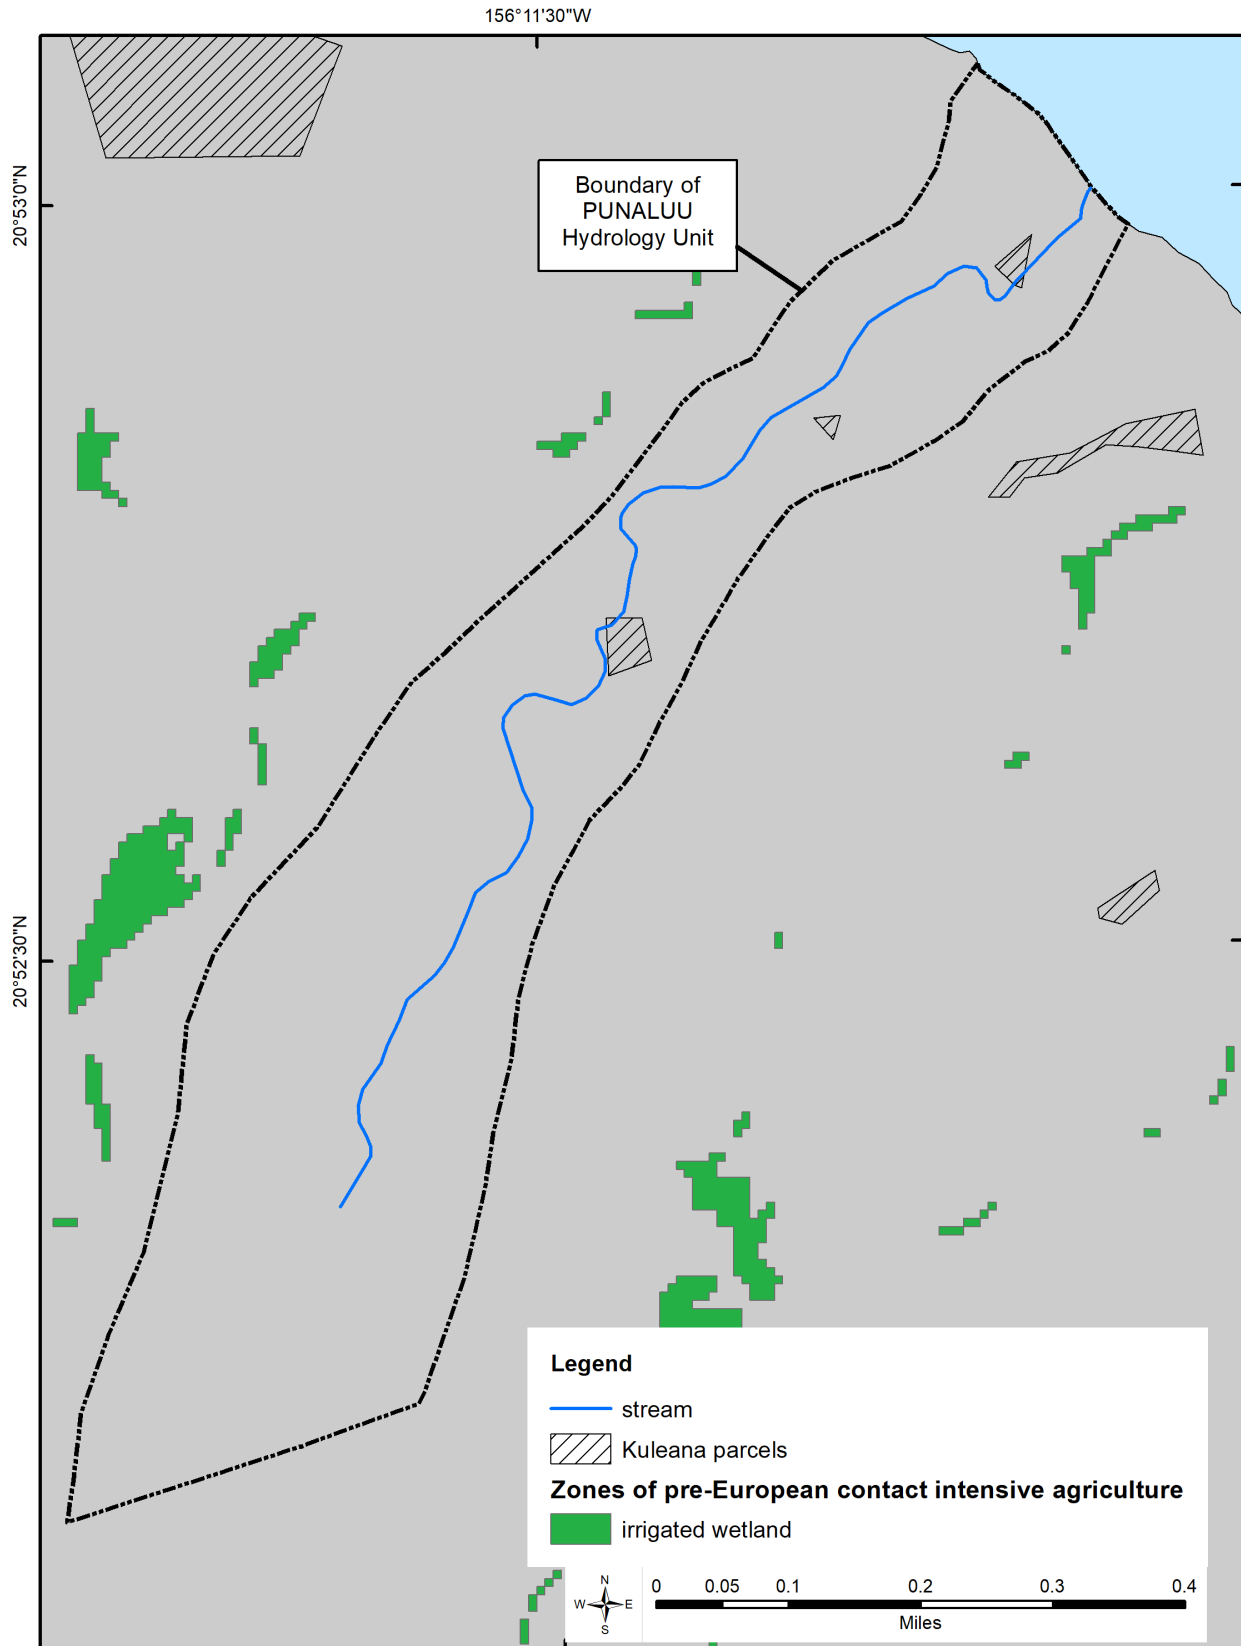 156°11'30"W
20°53'0"N
Boundary of
PUNALUU
Hydrology Unit
20°52'30"N
Legend
stream
Kuleana parcels
Zones of pre-European contact intensive agriculture
irrigated wetland
N
W E
S
0 0.05 0.1 0.2 0.3 0.4
Miles